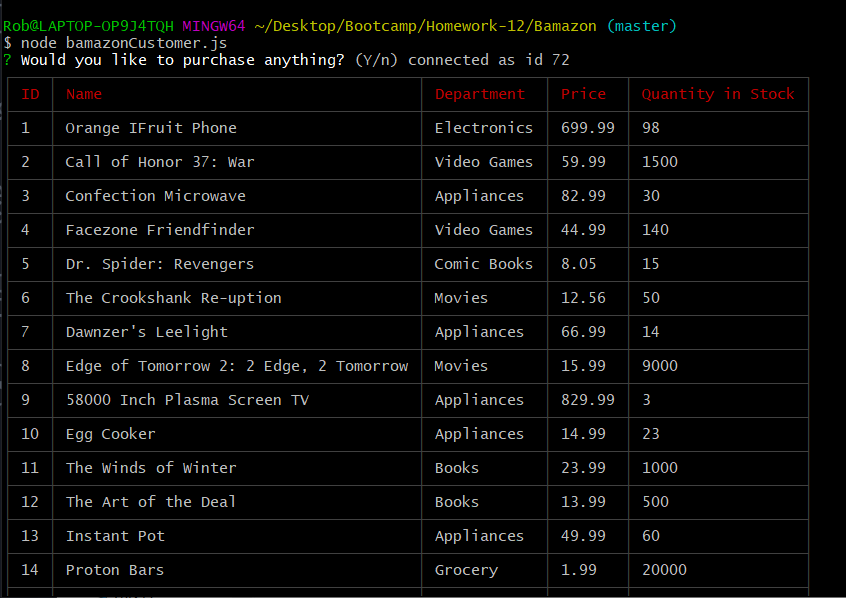 Rob@LAPTOP-OP9J4TQH MINGW64 ~/Desktop/Bootcamp/Homework-12/Bamazon (master)
$ node bamazonCustomer.js
? Would you like to purchase anything? (Y/n) connected as id 72
ID Name Department Price Quantity in Stock
1 Orange IFruit Phone Electronics 699.99 98
2 Call of Honor 37: War Video Games 59.99 1500
3 Confection Microwave Appliances 82.99 30
4 Facezone Friendfinder Video Games 44.99 140
5 Dr. Spider: Revengers Comic Books 8.05 15
6 The Crookshank Re-uption Movies 12.56 50
7 Dawnzer's Leelight Appliances 66.99 14
8 Edge of Tomorrow 2: 2 Edge, 2 Tomorrow Movies 15.99 9000
9 58000 Inch Plasma Screen TV Appliances 829.99 3
10 Egg Cooker Appliances 14.99 23
11 The Winds of Winter Books 23.99 1000
12 The Art of the Deal Books 13.99 500
13 Instant Pot Appliances 49.99 60
14 Proton Bars Grocery 1.99 20000